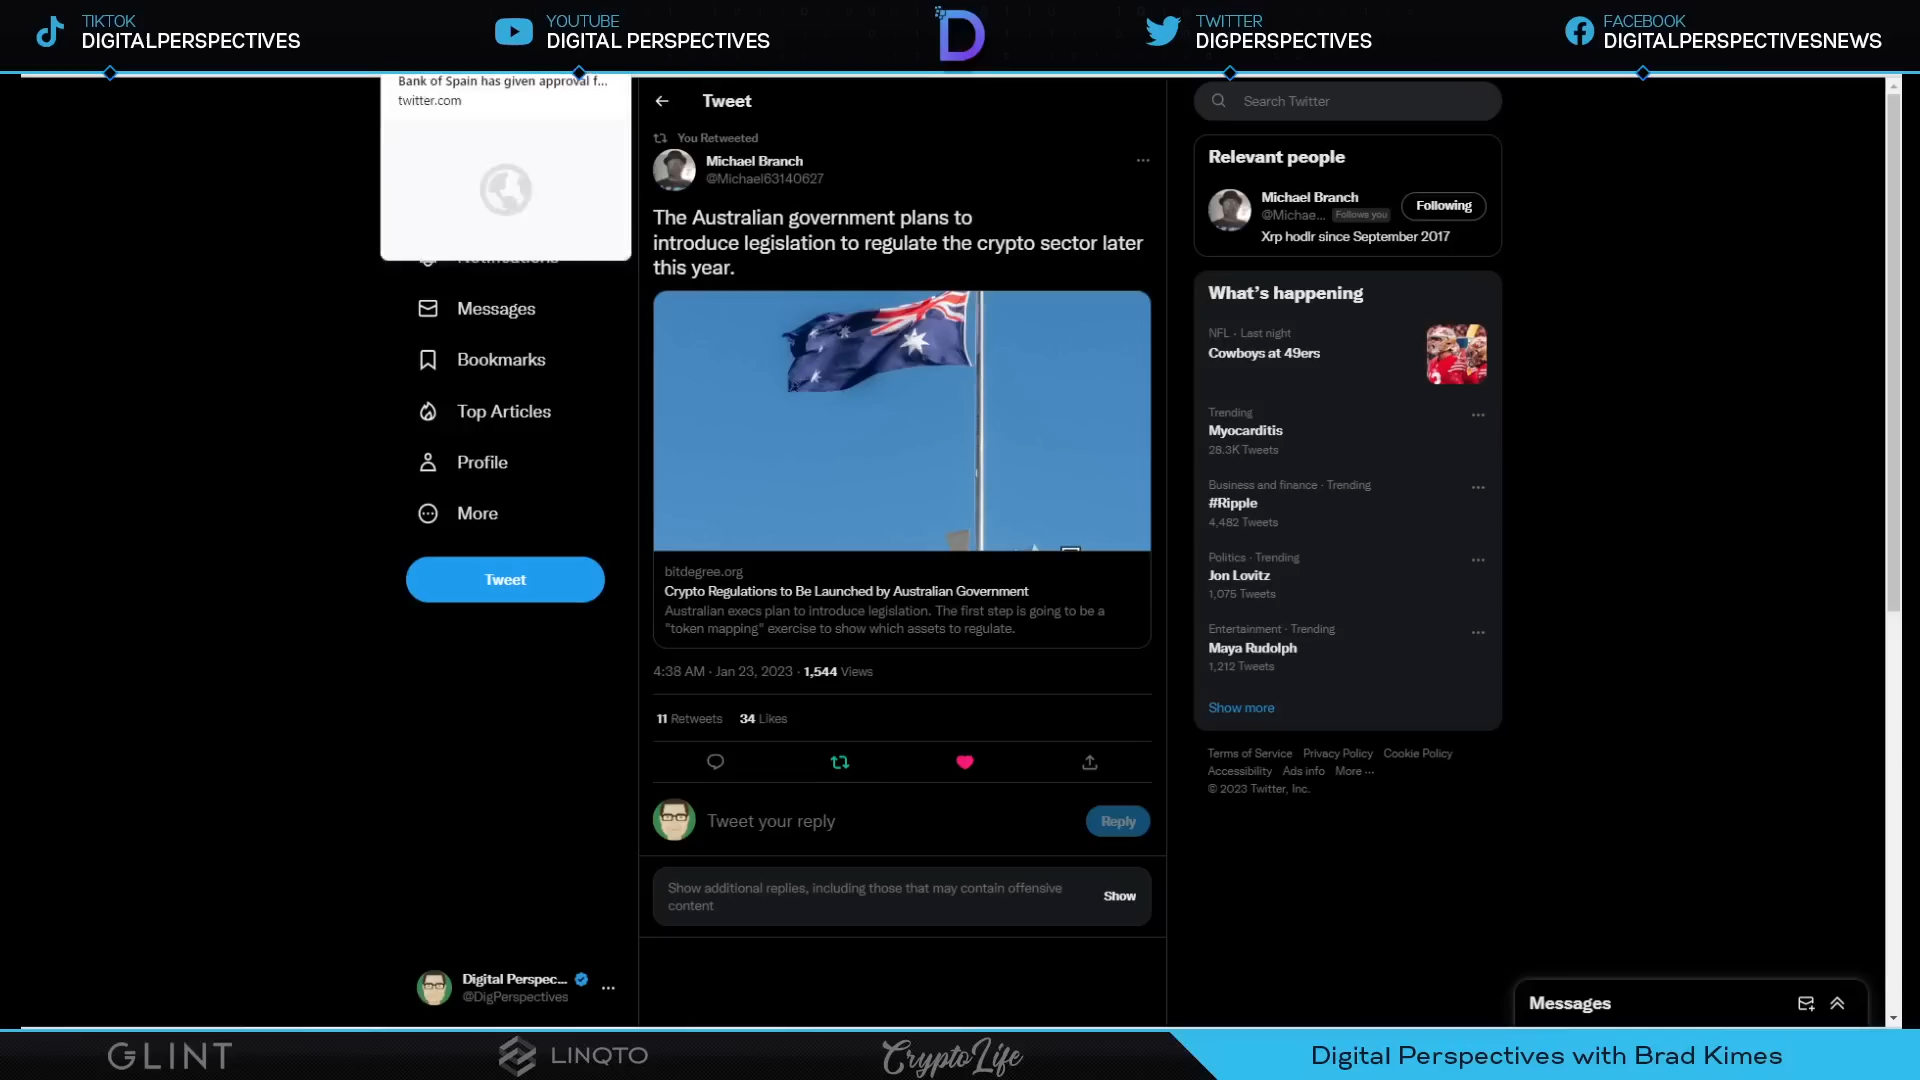 TIKTOK
DIGITALPERSPECTIVES
YOUTUBE
DIGITAL PERSPECTIVES
D
TWITTER
DIGPERSPECTIVES
FACEBOOK
DIGITALPERSPECTIVESNEWS
Bank of Spain has given approval f...
twitter.com
Notifications
Messages
Bookmarks
Top Articles
Profile
More
Tweet
Digital Perspec...
@DigPerspectives
Tweet
You Retweeted
Michael Branch
@Michael63140627
The Australian government plans to
introduce legislation to regulate the crypto sector later
this year.
bitdegree.org
Crypto Regulations to Be Launched by Australian Government
Australian execs plan to introduce legislation. The first step is going to be a
"token mapping" exercise to show which assets to regulate.
4:38 AM · Jan 23, 2023 · 1,544 Views
11 Retweets 34 Likes
Tweet your reply
Reply
Show additional replies, including those that may contain offensive
content
Show
Search Twitter
Relevant people
Michael Branch
@Michae... Follows you
Following
Xrp hodlr since September 2017
What's happening
NFL · Last night
Cowboys at 49ers
Trending
Myocarditis
28.3K Tweets
Business and finance · Trending
#Ripple
4,482 Tweets
Politics · Trending
Jon Lovitz
1,075 Tweets
Entertainment · Trending
Maya Rudolph
1,212 Tweets
Show more
Terms of Service Privacy Policy Cookie Policy
Accessibility Ads info More ...
© 2023 Twitter, Inc.
Messages
GLINT
LINQTO
CryptoLife
Digital Perspectives with Brad Kimes